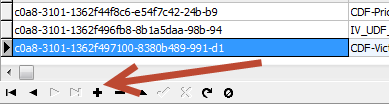 c0a8-3101-1362f44f8c6-e54f7c42-24b-b9 CDF-Pric
c0a8-3101-1362f496fb8-8b1a5daa-98b-94 IV_UDF_
c0a8-3101-1362f497100-8380b489-991-d1 CDF-Vict